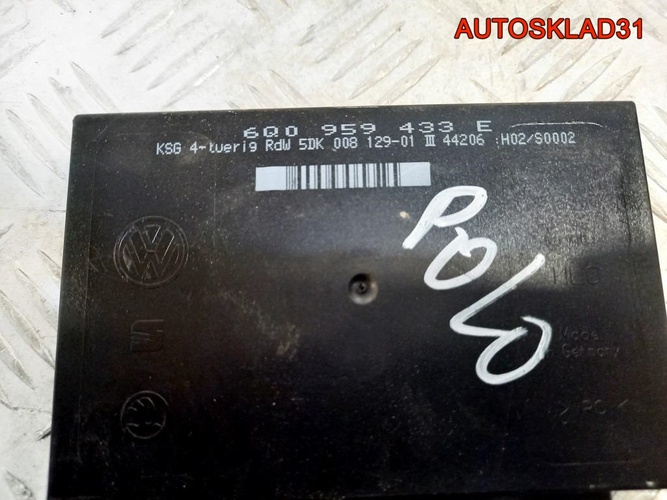 AUTOSKLAD31
6Q0 959 433 E
KSG 4-tuerig RdW 5DK 008 129-01 III 44206 H02/S0002
POLO
Made
Germany